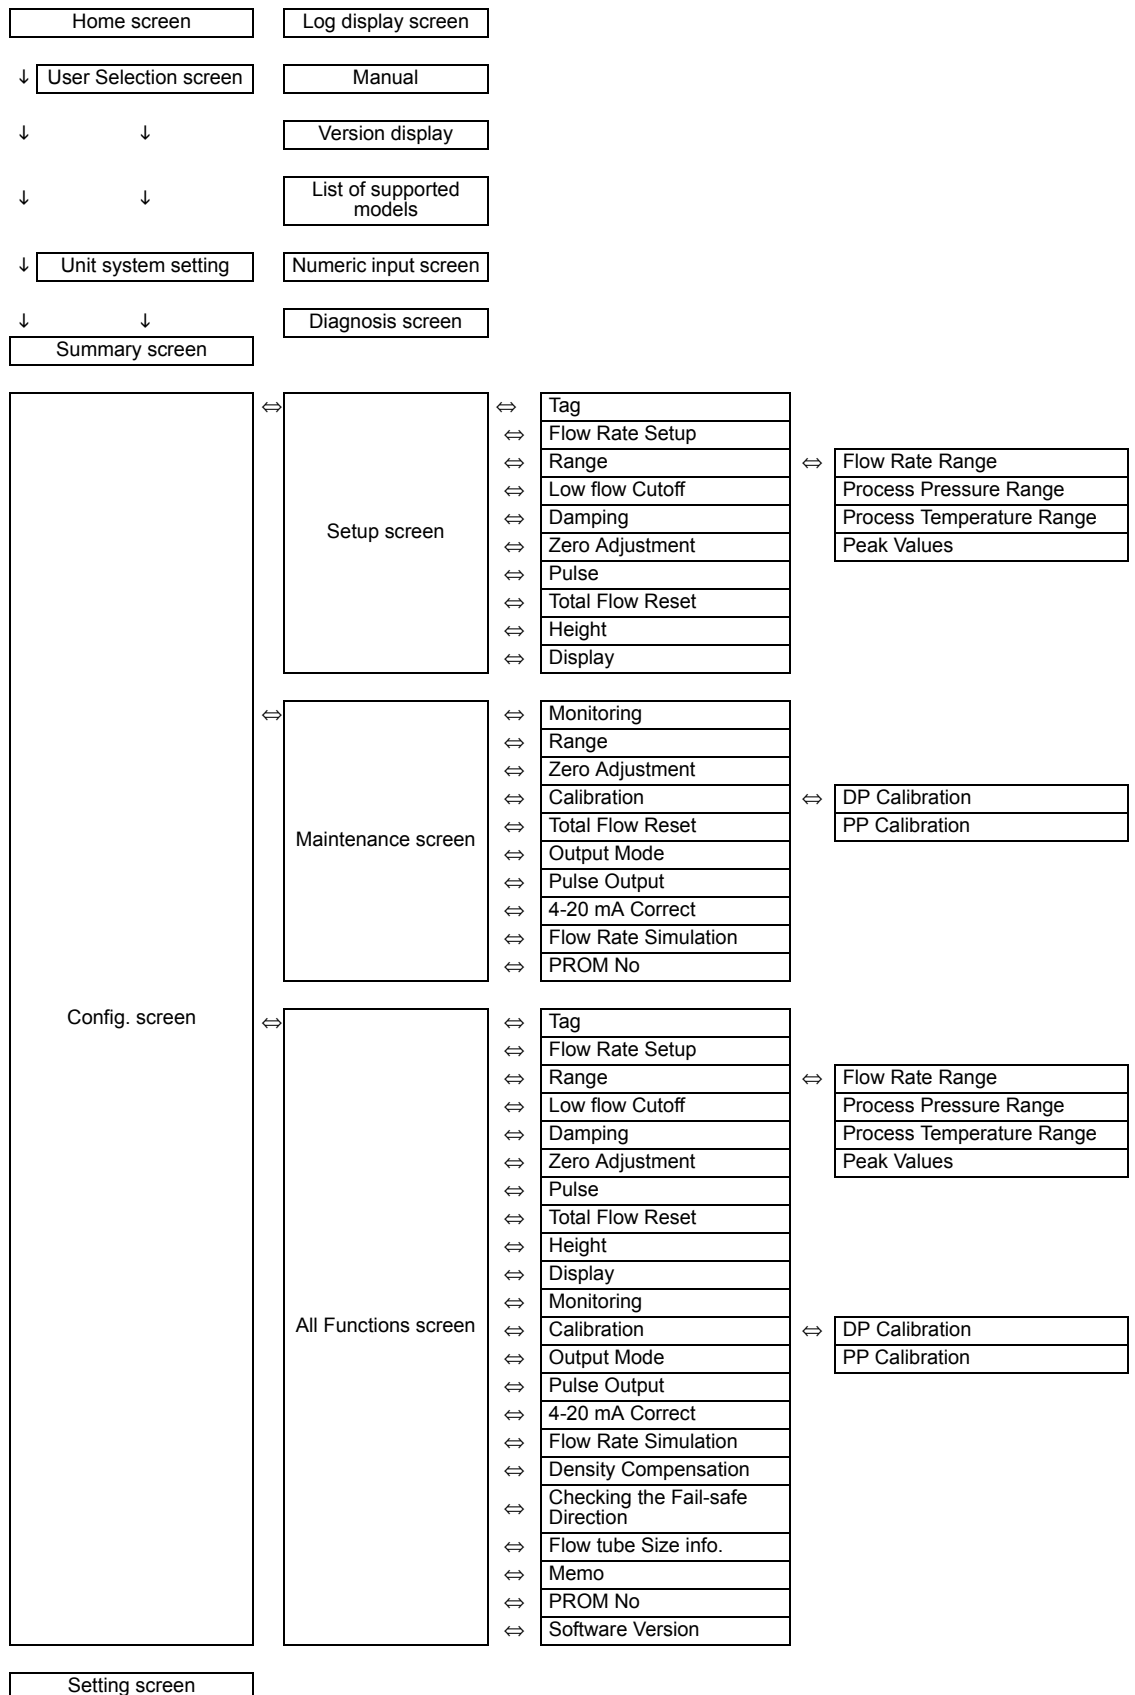 Home screen
Log display screen
↓ User Selection screen
Manual
↓ ↓
Version display
↓ ↓
List of supported
models
↓ Unit system setting
Numeric input screen
↓ ↓
Diagnosis screen
Summary screen
Config. screen
⇔ Setup screen
⇔ Tag
⇔ Flow Rate Setup
⇔ Range
⇔ Flow Rate Range
Process Pressure Range
Process Temperature Range
Peak Values
⇔ Low flow Cutoff
⇔ Damping
⇔ Zero Adjustment
⇔ Pulse
⇔ Total Flow Reset
⇔ Height
⇔ Display
⇔ Maintenance screen
⇔ Monitoring
⇔ Range
⇔ Zero Adjustment
⇔ Calibration
⇔ DP Calibration
PP Calibration
⇔ Total Flow Reset
⇔ Output Mode
⇔ Pulse Output
⇔ 4-20 mA Correct
⇔ Flow Rate Simulation
⇔ PROM No
⇔ All Functions screen
⇔ Tag
⇔ Flow Rate Setup
⇔ Range
⇔ Flow Rate Range
Process Pressure Range
Process Temperature Range
Peak Values
⇔ Low flow Cutoff
⇔ Damping
⇔ Zero Adjustment
⇔ Pulse
⇔ Total Flow Reset
⇔ Height
⇔ Display
⇔ Monitoring
⇔ Calibration
⇔ DP Calibration
PP Calibration
⇔ Output Mode
⇔ Pulse Output
⇔ 4-20 mA Correct
⇔ Flow Rate Simulation
⇔ Density Compensation
⇔ Checking the Fail-safe
Direction
⇔ Flow tube Size info.
⇔ Memo
⇔ PROM No
⇔ Software Version
Setting screen